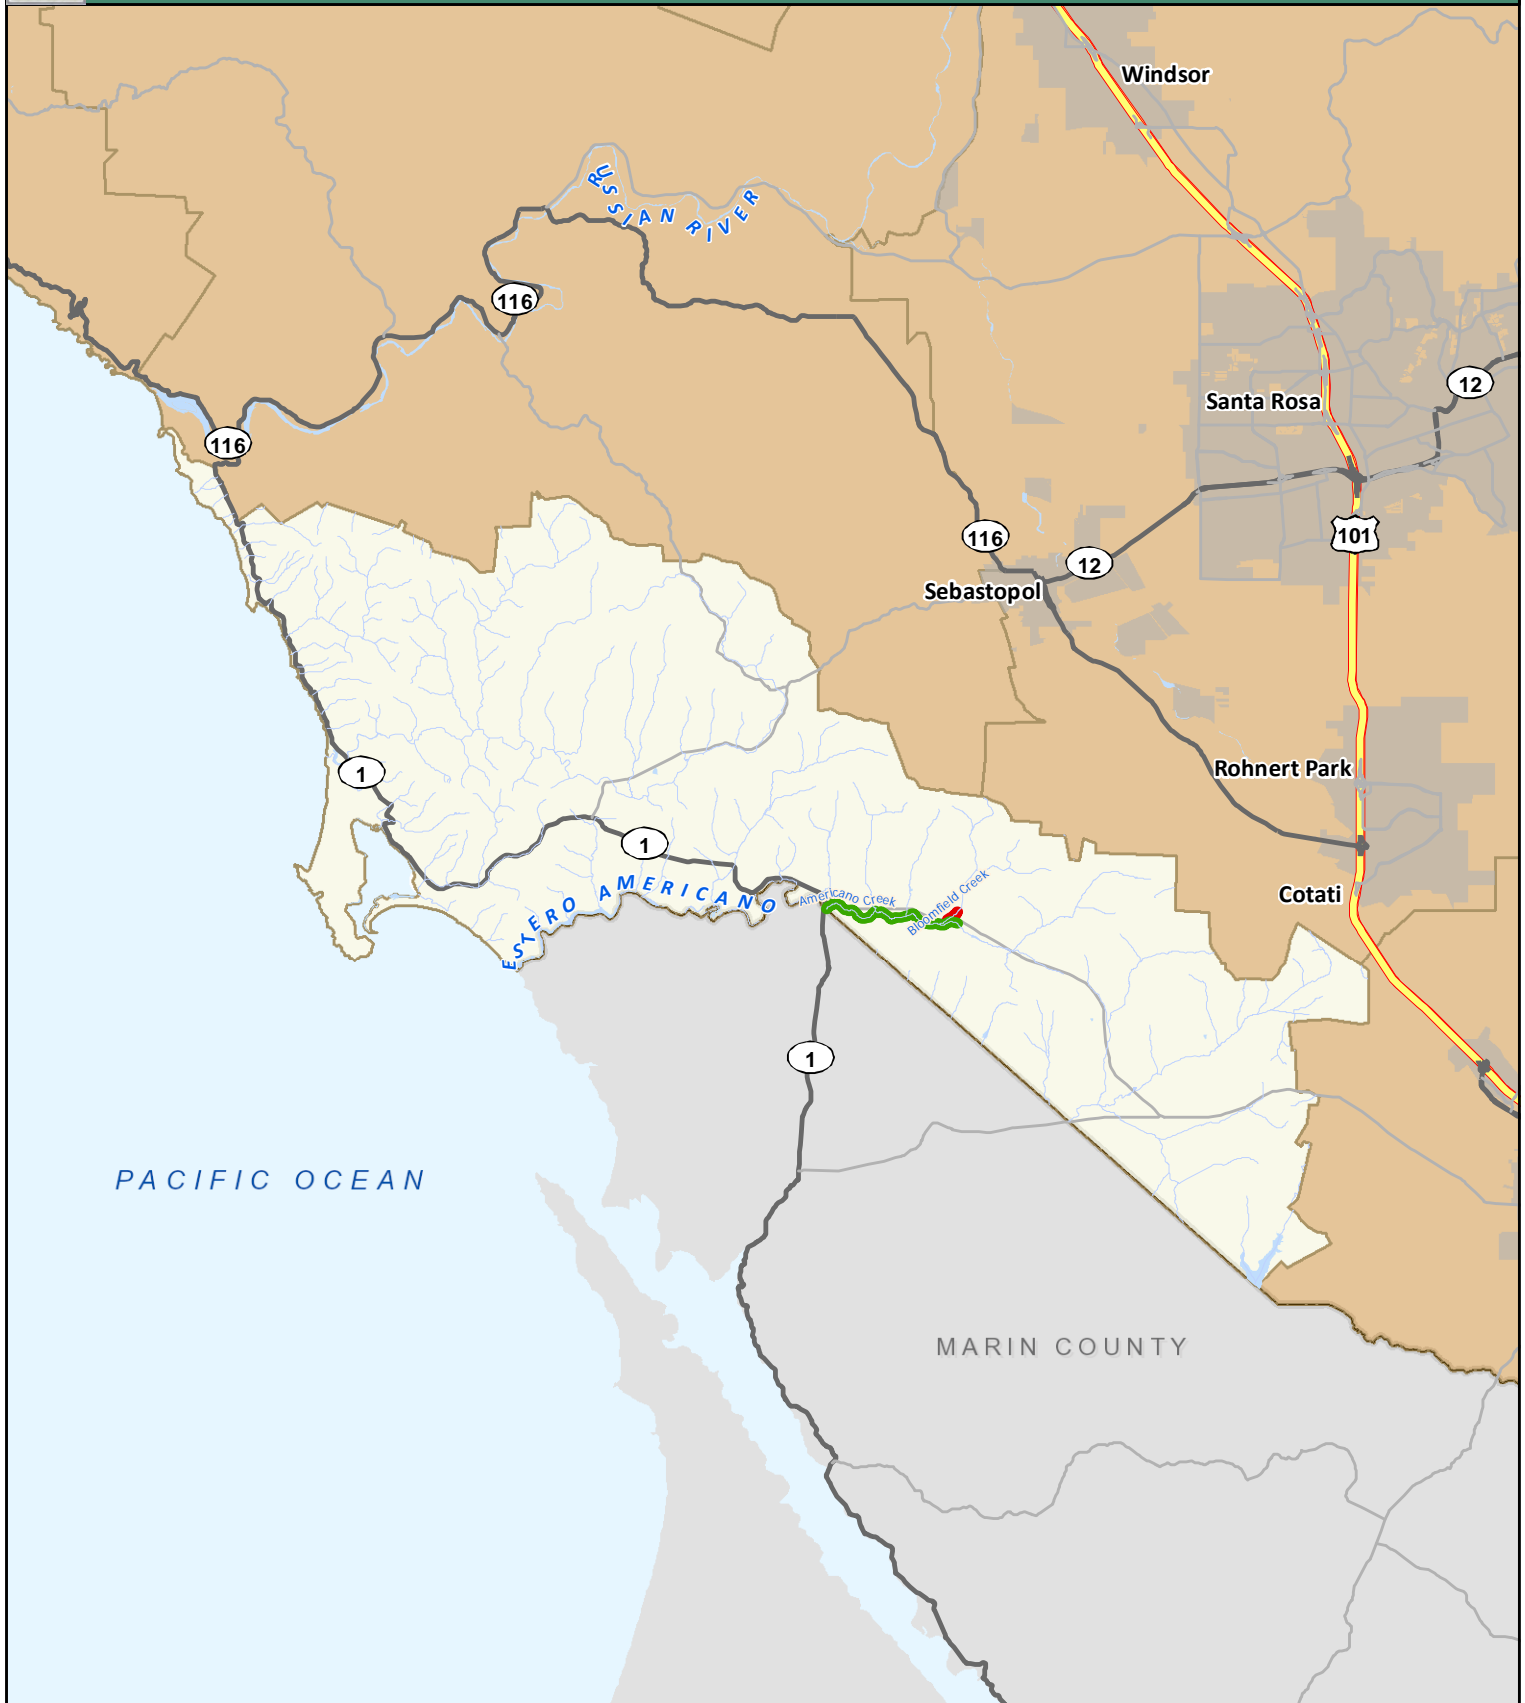 Windsor
RUSSIAN RIVER
116
12
Santa Rosa
116
101
116
12
Sebastopol
Rohnert Park
1
1
Americano Creek
Bloomfield Creek
Cotati
ESTERO AMERICANO
1
PACIFIC OCEAN
MARIN COUNTY